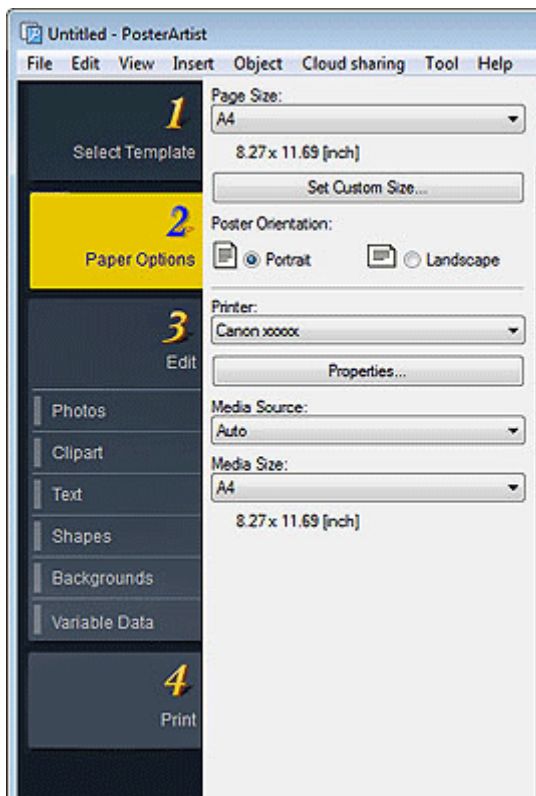 Untitled - PosterArtist
File Edit View Insert Object Cloud sharing Tool Help
1
Select Template
2
Paper Options
3
Edit
Photos
Clipart
Text
Shapes
Backgrounds
Variable Data
4
Print
Page Size:
A4
8.27 x 11.69 [inch]
Set Custom Size...
Poster Orientation:
Portrait Landscape
Printer:
Canon xxxxx
Properties...
Media Source:
Auto
Media Size:
A4
8.27 x 11.69 [inch]